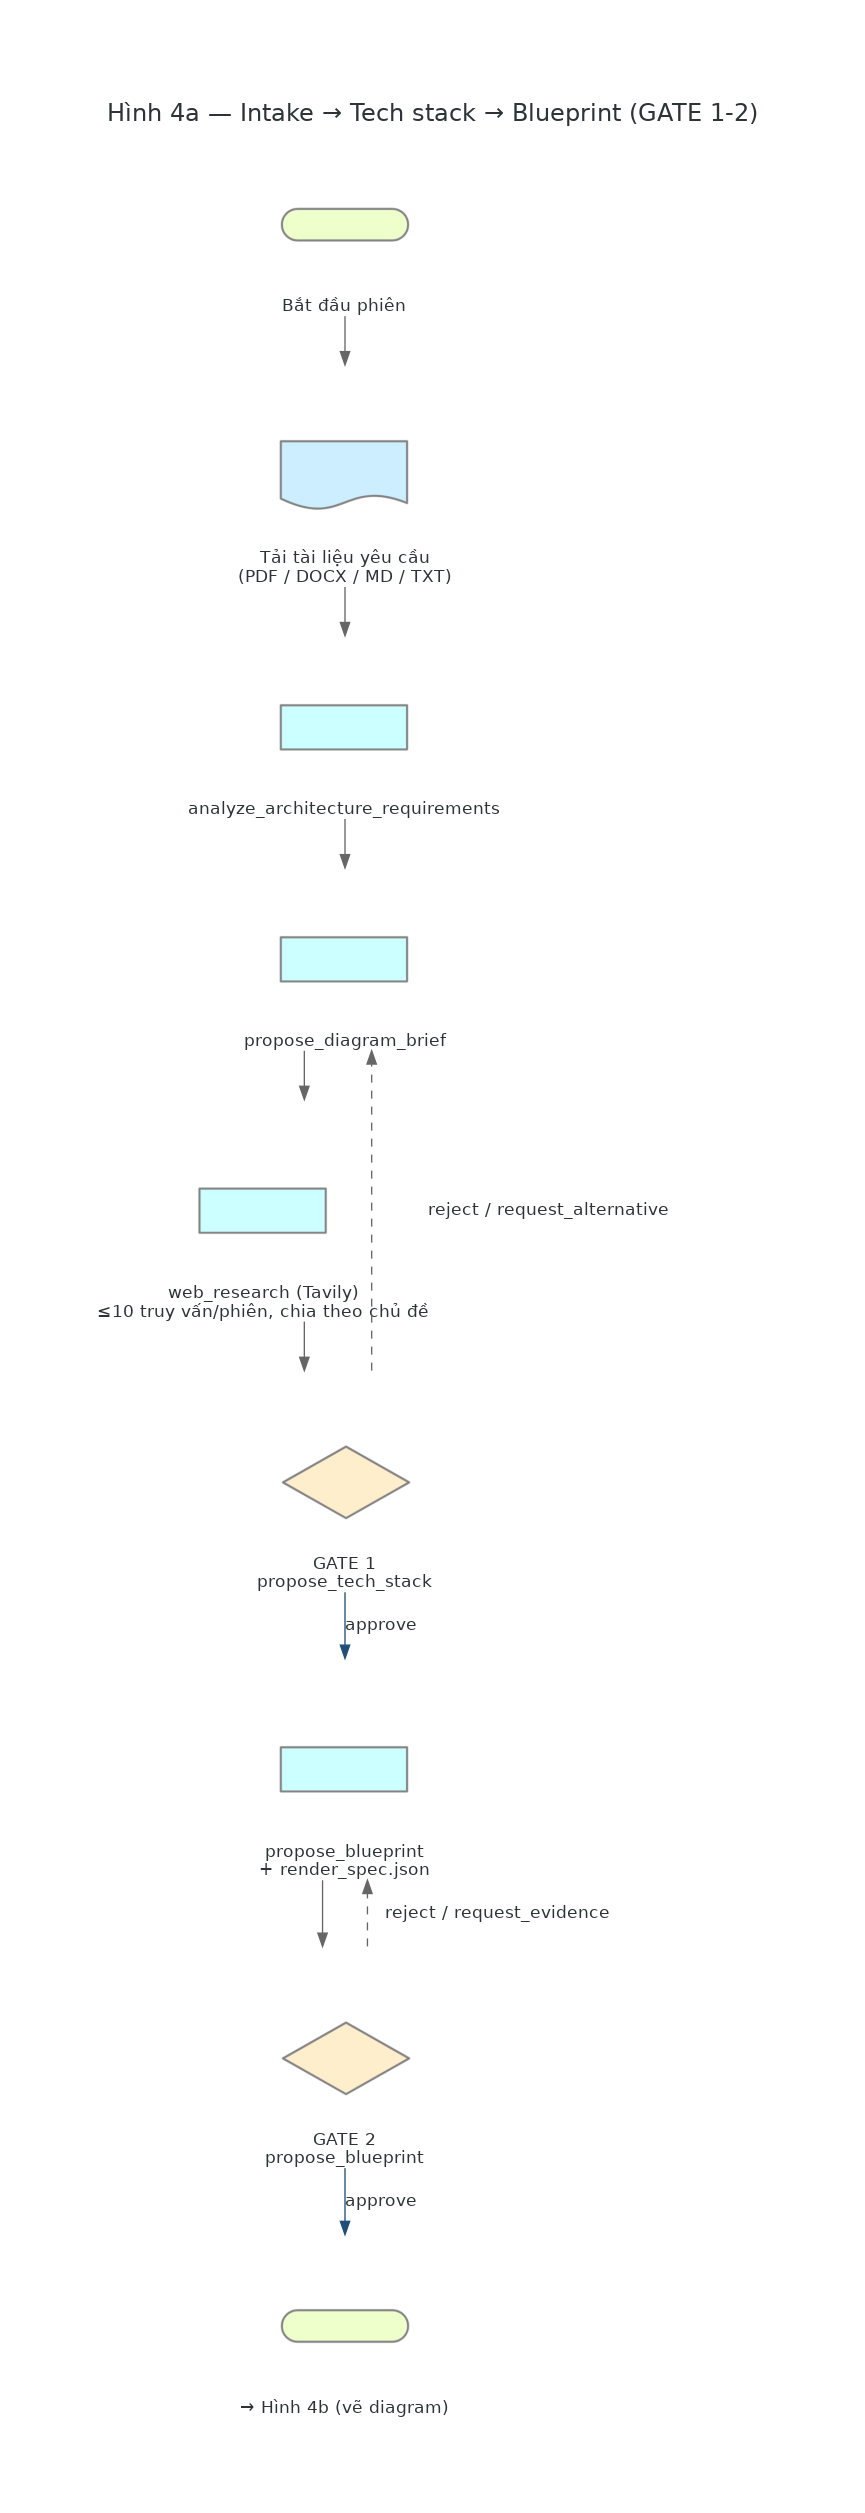 Hình 4a — Intake → Tech stack → Blueprint (GATE 1-2)
Bắt đầu phiên
Tải tài liệu yêu cầu
(PDF / DOCX / MD / TXT)
analyze_architecture_requirements
propose_diagram_brief
reject / request_alternative
web_research (Tavily)
≤10 truy vấn/phiên, chia theo chủ đề
GATE 1
propose_tech_stack
approve
propose_blueprint
+ render_spec.json
reject / request_evidence
GATE 2
propose_blueprint
approve
→ Hình 4b (vẽ diagram)